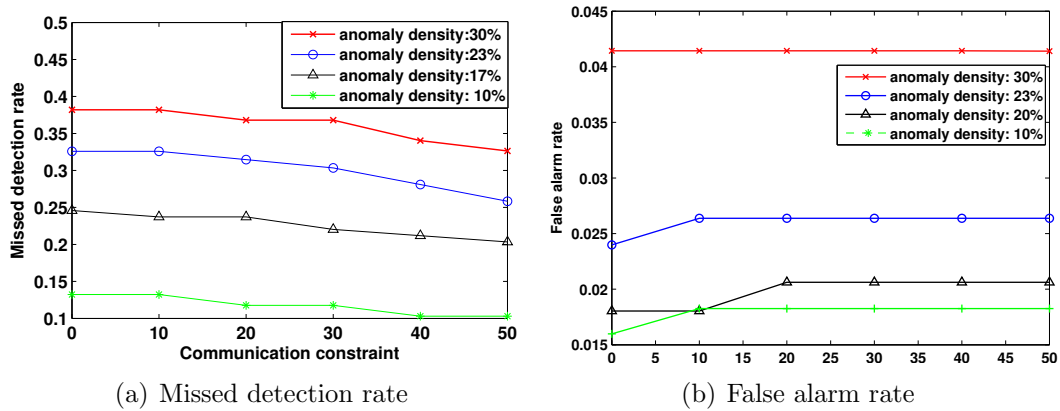 0.5
0.45
0.4
0.35
0.3
0.25
0.2
0.15
0.1
Missed detection rate
anomaly density:30%
anomaly density:23%
anomaly density:17%
anomaly density: 10%
0 10 20 30 40 50
Communication constraint
(a) Missed detection rate
0.045
0.04
0.035
0.03
0.025
0.02
0.015
False alarm rate
anomaly density: 30%
anomaly density: 23%
anomaly density: 20%
anomaly density: 10%
0 5 10 15 20 25 30 35 40 45 50
(b) False alarm rate